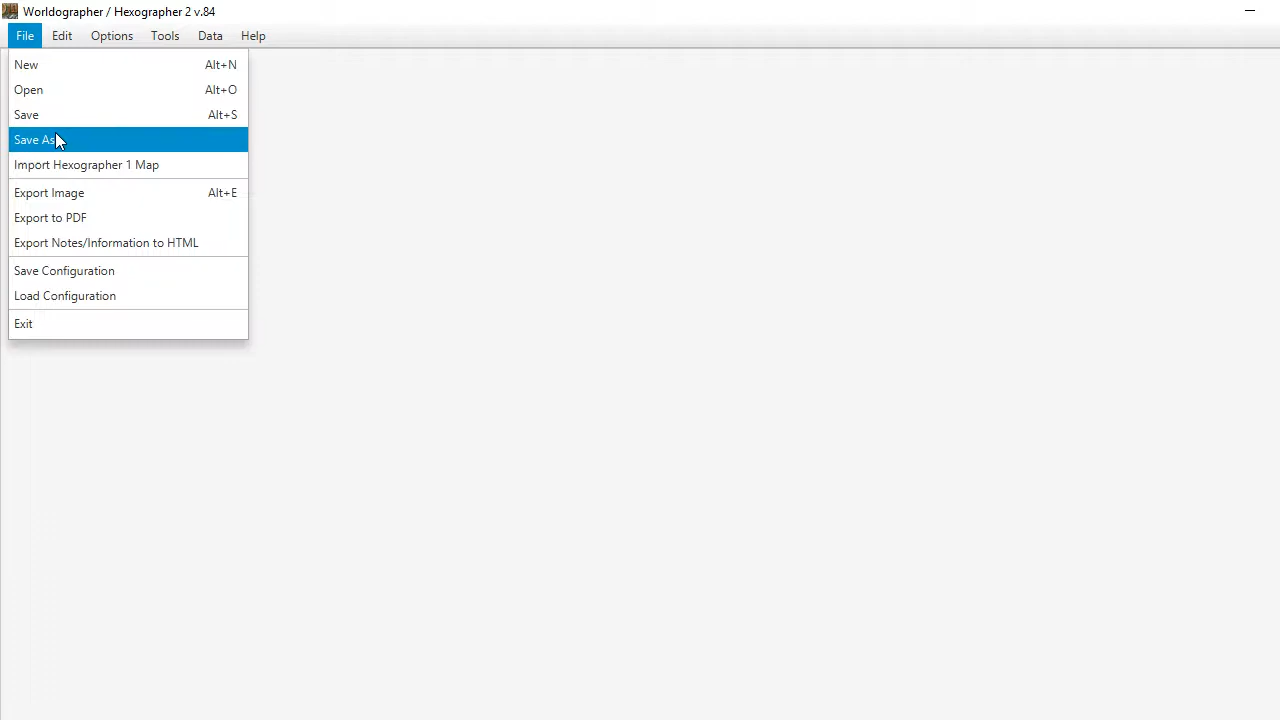 Worldographer / Hexographer 2 v.84
File Edit Options Tools Data Help
New Alt+N
Open Alt+O
Save Alt+S
Save As
Import Hexographer 1 Map
Export Image Alt+E
Export to PDF
Export Notes/Information to HTML
Save Configuration
Load Configuration
Exit